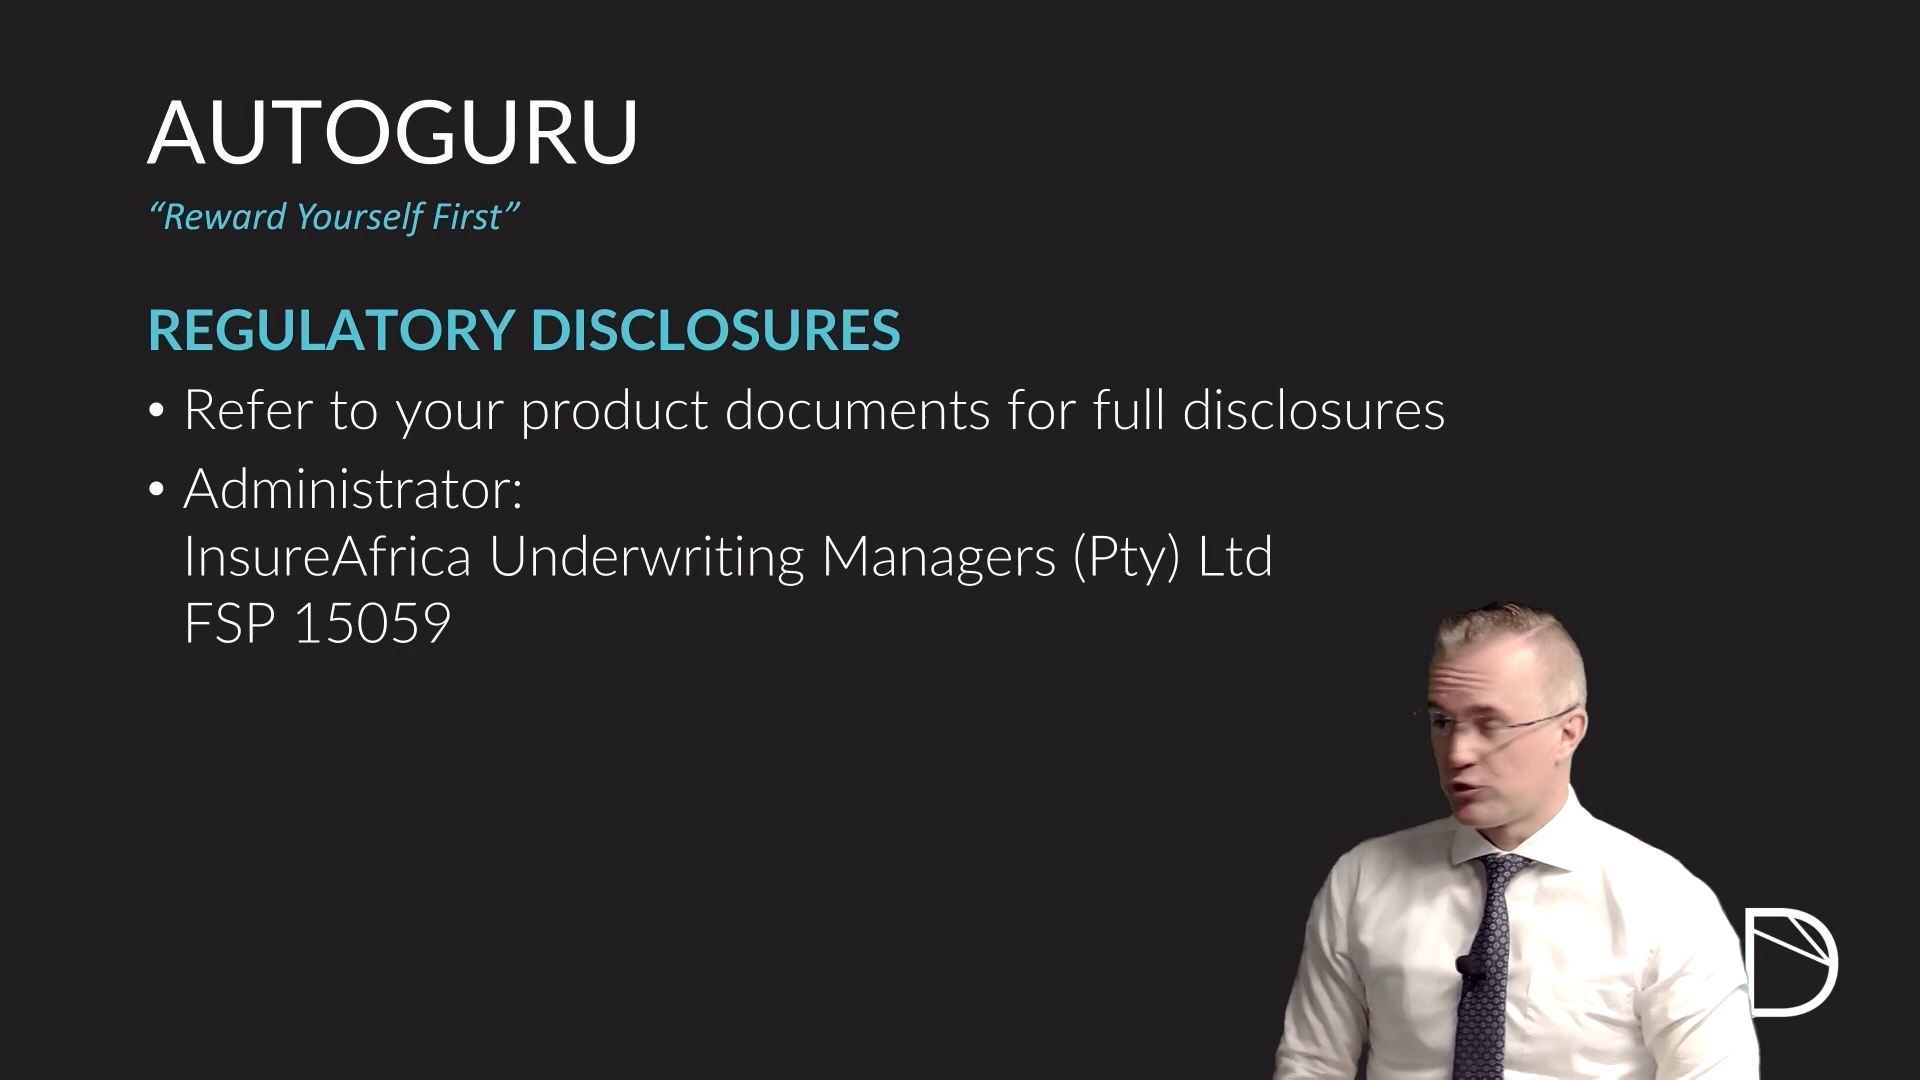 AUTOGURU
“Reward Yourself First”
REGULATORY DISCLOSURES
• Refer to your product documents for full disclosures
• Administrator:
InsureAfrica Underwriting Managers (Pty) Ltd
FSP 15059